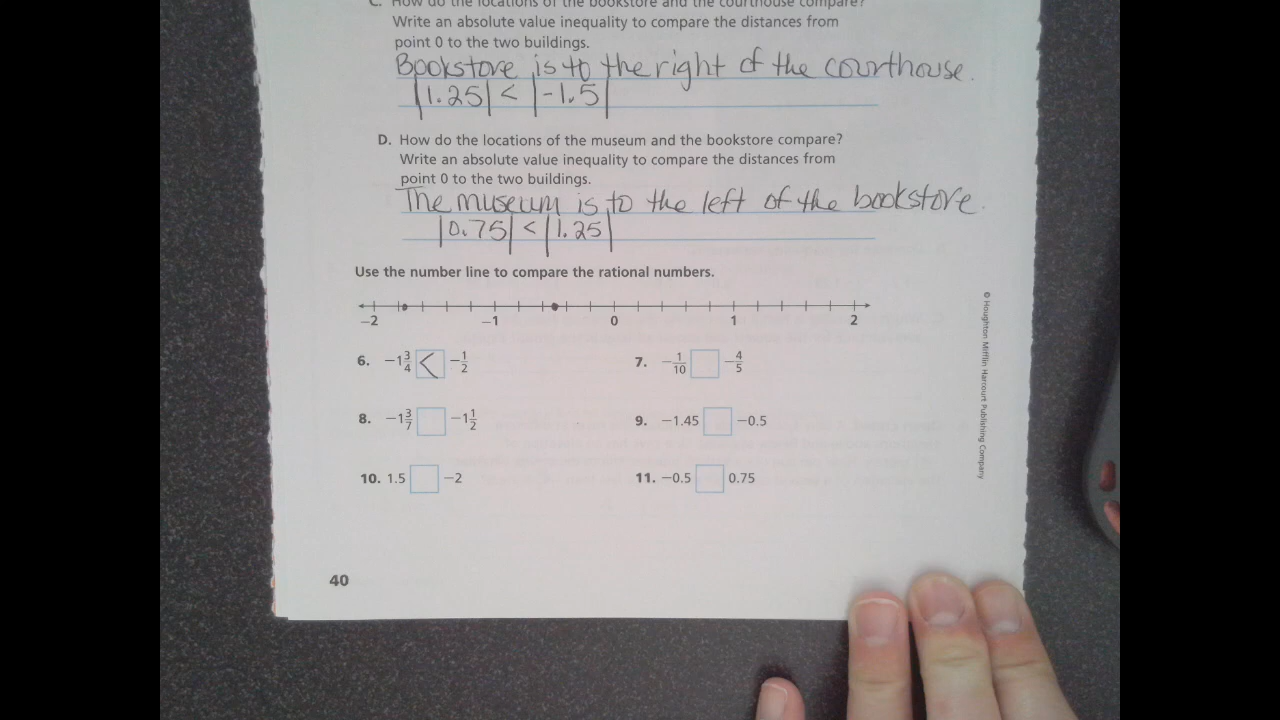 C. How do the locations of the bookstore and the courthouse compare?
Write an absolute value inequality to compare the distances from
point 0 to the two buildings.
Bookstore is to the right of the courthouse.
|1.25| < |-1.5|
D. How do the locations of the museum and the bookstore compare?
Write an absolute value inequality to compare the distances from
point 0 to the two buildings.
The museum is to the left of the bookstore.
|0.75| < |1.25|
Use the number line to compare the rational numbers.
−2 −1 0 1 2
6. −1 3/4 < −1/2 7. −1/10 −4/5
8. −1 3/7 −1 1/2 9. −1.45 −0.5
10. 1.5 −2 11. −0.5 0.75
40
© Houghton Mifflin Harcourt Publishing Company